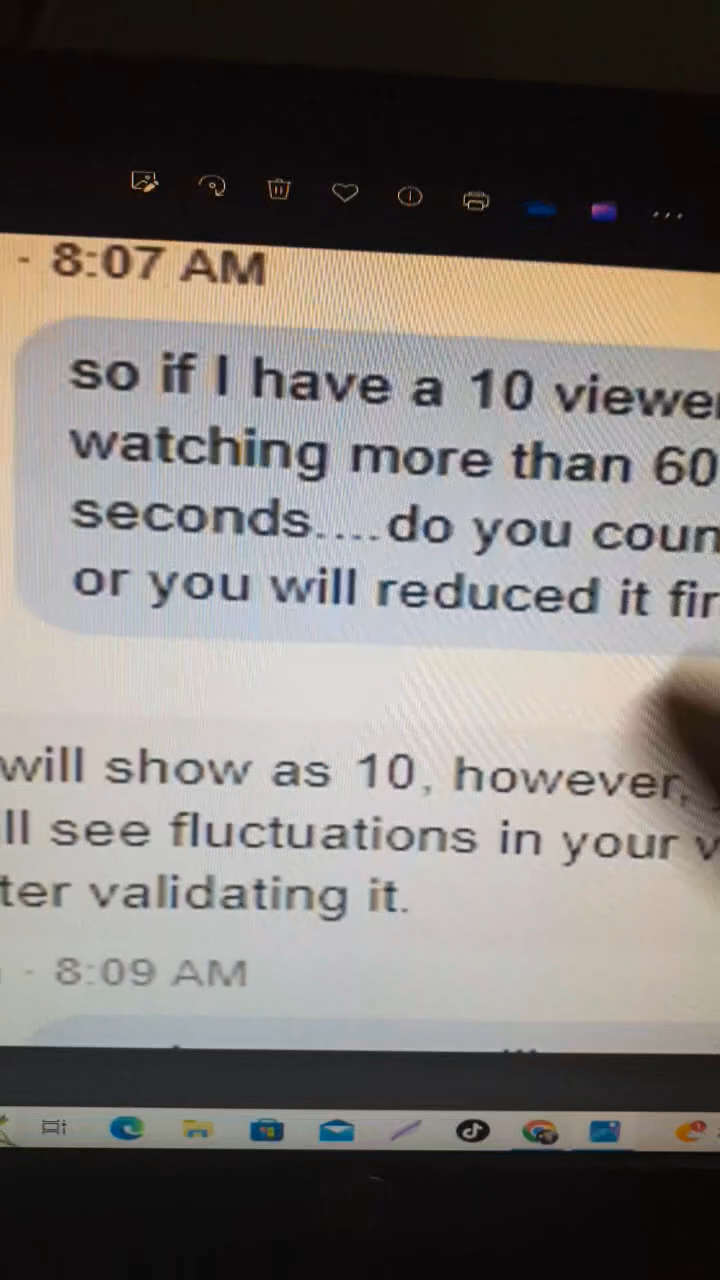 - 8:07 AM
so if I have a 10 viewer
watching more than 60
seconds....do you coun
or you will reduced it fir
will show as 10, however,
ll see fluctuations in your v
ter validating it.
- 8:09 AM